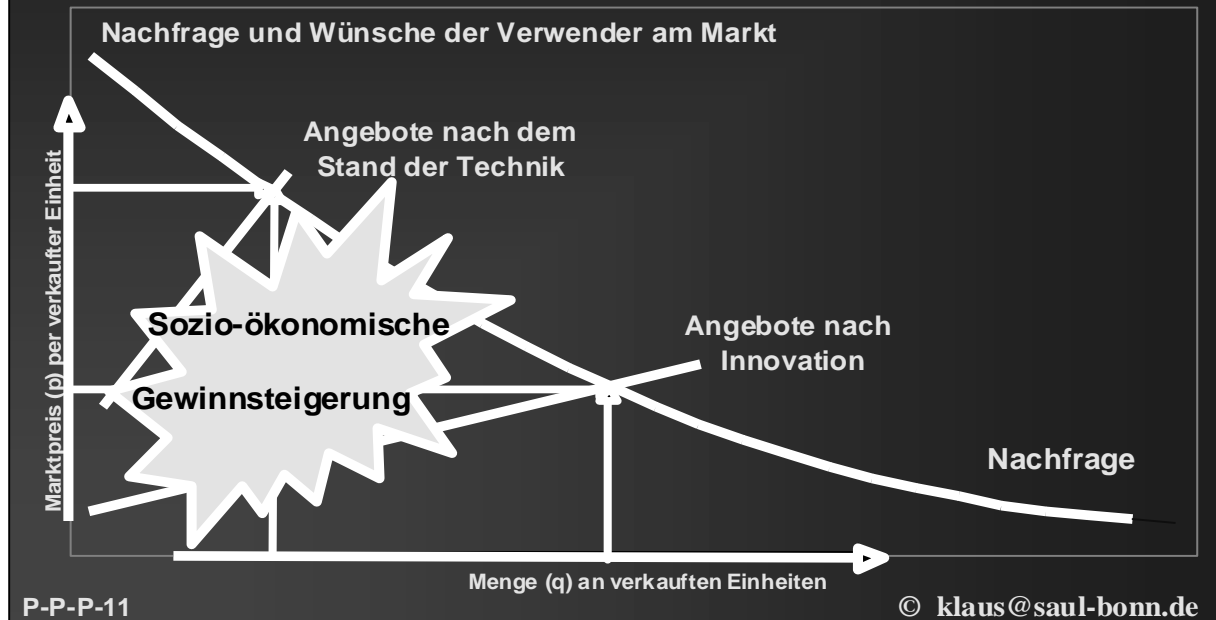 Nachfrage und Wünsche der Verwender am Markt
Angebote nach dem
Stand der Technik
Marktpreis (p) per verkaufter Einheit
Sozio-ökonomische
Gewinnsteigerung
Angebote nach
Innovation
Nachfrage
Menge (q) an verkauften Einheiten
P-P-P-11
© klaus@saul-bonn.de